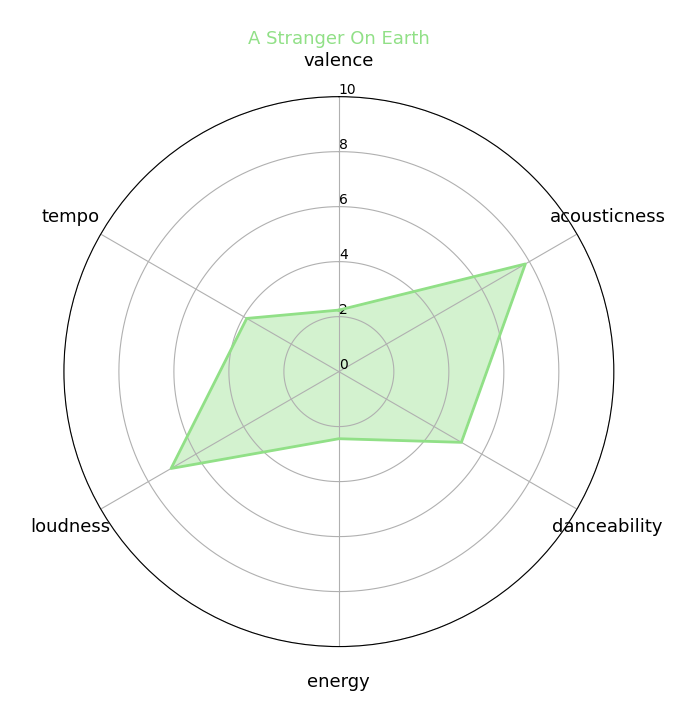 A Stranger On Earth
valence
10
8
tempo
acousticness
6
4
2
0
loudness
danceability
energy